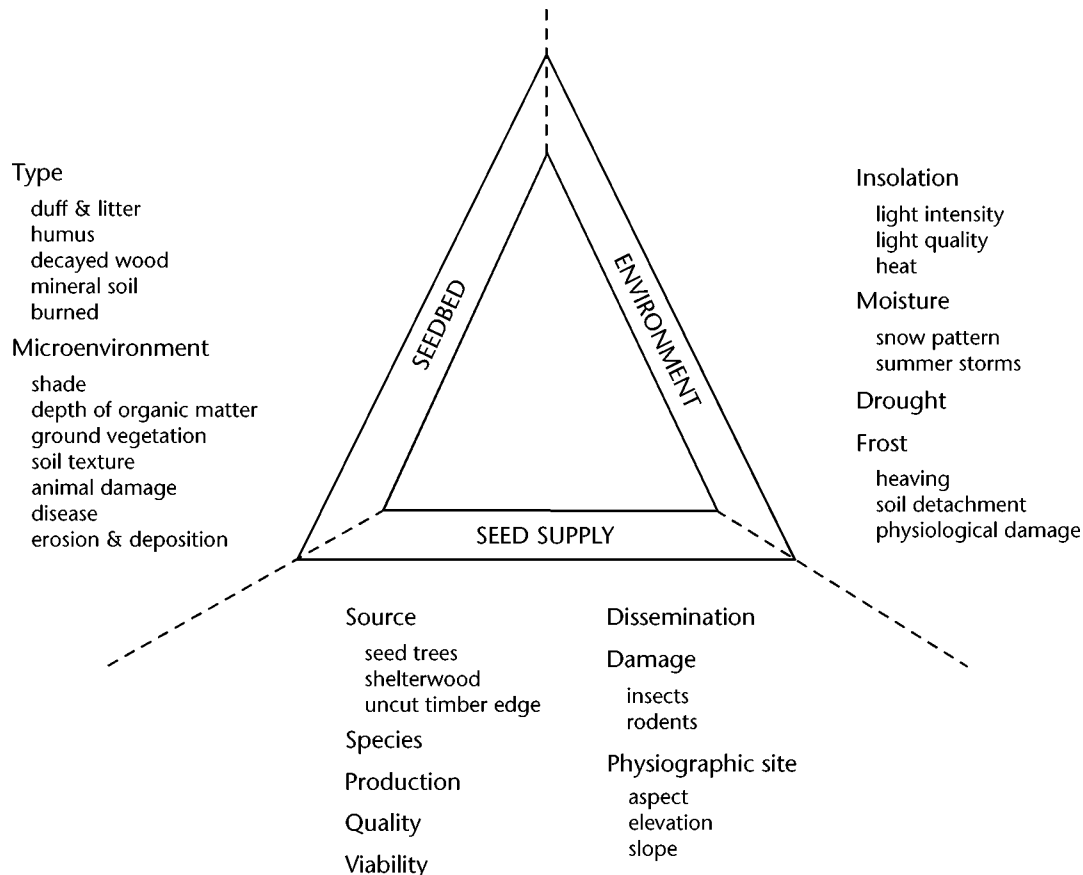 Type
duff & litter
humus
decayed wood
mineral soil
burned
Microenvironment
shade
depth of organic matter
ground vegetation
soil texture
animal damage
disease
erosion & deposition
SEEDBED
ENVIRONMENT
SEED SUPPLY
Insolation
light intensity
light quality
heat
Moisture
snow pattern
summer storms
Drought
Frost
heaving
soil detachment
physiological damage
Source
seed trees
shelterwood
uncut timber edge
Species
Production
Quality
Viability
Dissemination
Damage
insects
rodents
Physiographic site
aspect
elevation
slope